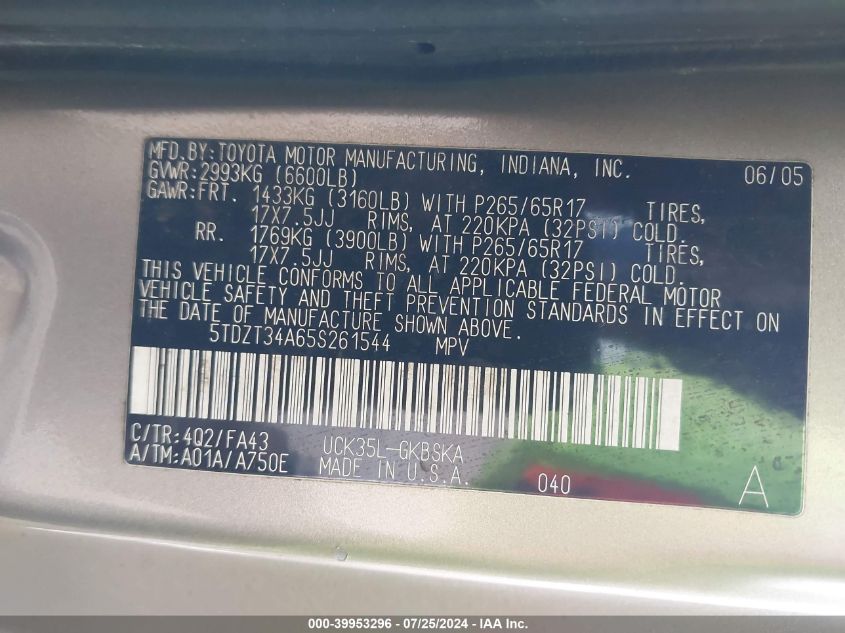 MFD.BY:TOYOTA MOTOR MANUFACTURING, INDIANA, INC. 06/05
GVWR:2993KG (6600LB)
GAWR:FRT. 1433KG (3160LB) WITH P265/65R17 TIRES,
17X7.5JJ RIMS, AT 220KPA (32PSI) COLD.
RR. 1769KG (3900LB) WITH P265/65R17 TIRES,
17X7.5JJ RIMS, AT 220KPA (32PSI) COLD.
THIS VEHICLE CONFORMS TO ALL APPLICABLE FEDERAL MOTOR
VEHICLE SAFETY AND THEFT PREVENTION STANDARDS IN EFFECT ON
THE DATE OF MANUFACTURE SHOWN ABOVE.
5TDZT34A65S261544 MPV
C/TR:4Q2/FA43 UCK35L-GKBSKA
A/TM:A01A/A750E MADE IN U.S.A. 040 A
000-39953296 - 07/25/2024 - IAA Inc.